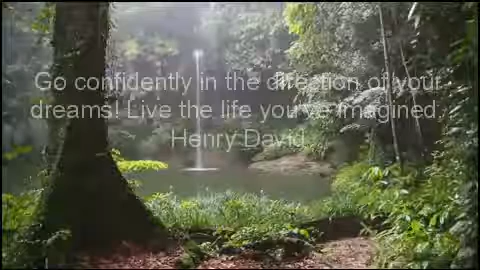 Go confidently in the direction of your
dreams! Live the life you've imagined.
Henry David